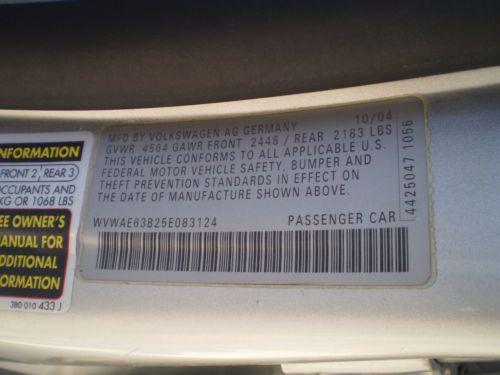 MFD BY VOLKSWAGEN AG GERMANY 10/04
GVWR 4564 GAWR FRONT 2448 / REAR 2183 LBS
THIS VEHICLE CONFORMS TO ALL APPLICABLE U.S.
FEDERAL MOTOR VEHICLE SAFETY, BUMPER AND
THEFT PREVENTION STANDARDS IN EFFECT ON
THE DATE OF MANUFACTURE SHOWN ABOVE.
WVWAE63B25E083124 PASSENGER CAR
4425047 1056
INFORMATION
FRONT 2 REAR 3
OCCUPANTS AND
KG OR 1068 LBS
SEE OWNER'S
MANUAL FOR
ADDITIONAL
INFORMATION
3B0 010 433 J